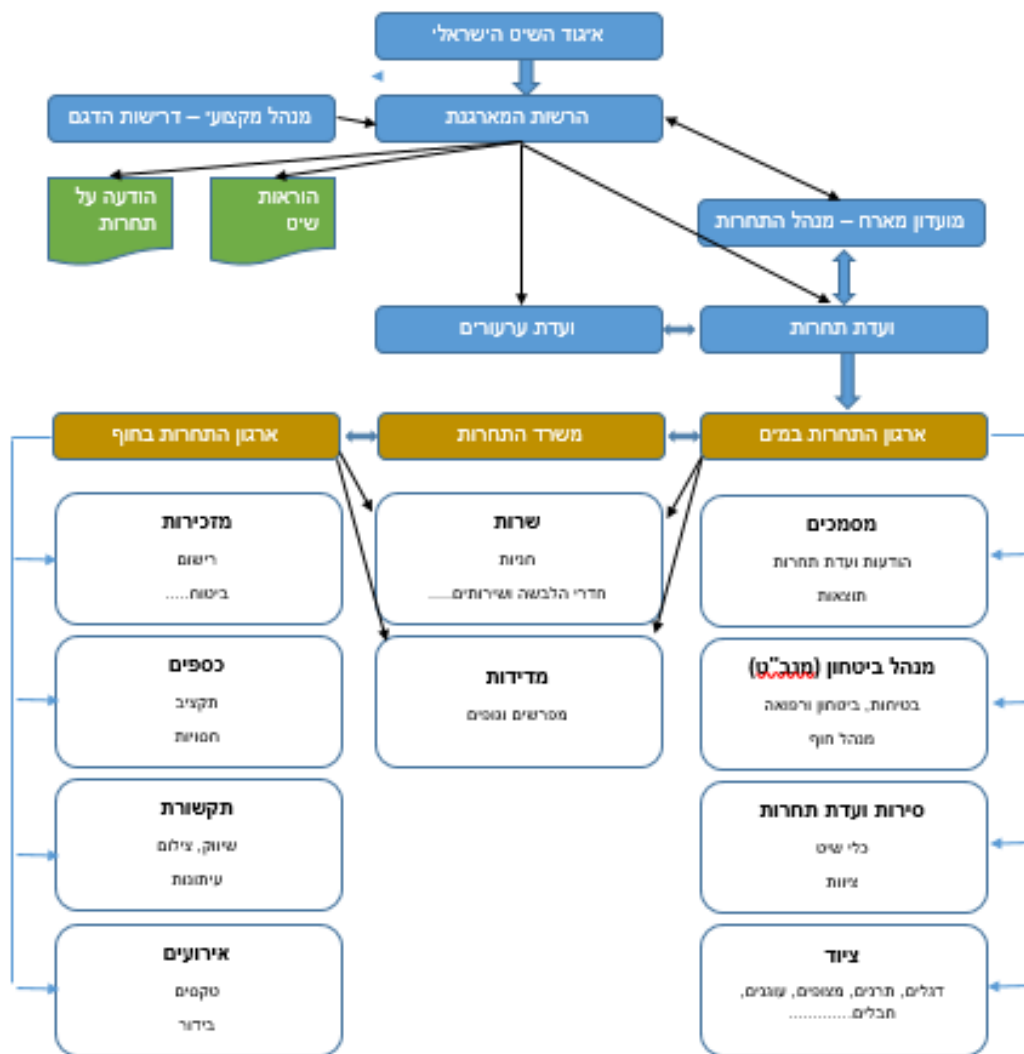 איגוד השיט הישראלי
הרשות המארגנת
מנהל מקצועי – דרישות הדגם
הוראות
שיט
הודעה על
תחרות
מועדון מארח – מנהל התחרות
ועדת תחרות
ועדת ערעורים
ארגון התחרות במים
משרד התחרות
ארגון התחרות בחוף
מסמכים
הודעות ועדת תחרות
תוצאות
מנהל ביטחון (מנב"ט)
בטיחות, ביטחון ורפואה
מנהל חוף
סירות ועדת תחרות
כלי שיט
ציוות
ציוד
דגלים, תרנים, מצופים, עוגנים,
חבלים.............
שרות
חניות
חדרי הלבשה ושירותים.....
מדידות
מפרשים וגופים
מזכירות
רישום
ביטוח.....
כספים
תקציב
חסויות
תקשורת
שיווק, צילום
עיתונות
אירועים
טקסים
בידור